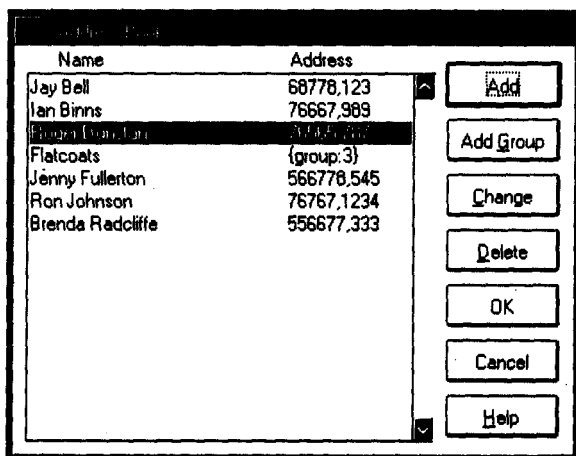 Name Address
Jay Bell 68778,123
Ian Binns 76667,989
Roger
Flatcoats {group:3}
Jenny Fullerton 566778,545
Ron Johnson 76767,1234
Brenda Radcliffe 556677,333
Add
Add Group
Change
Delete
OK
Cancel
Help